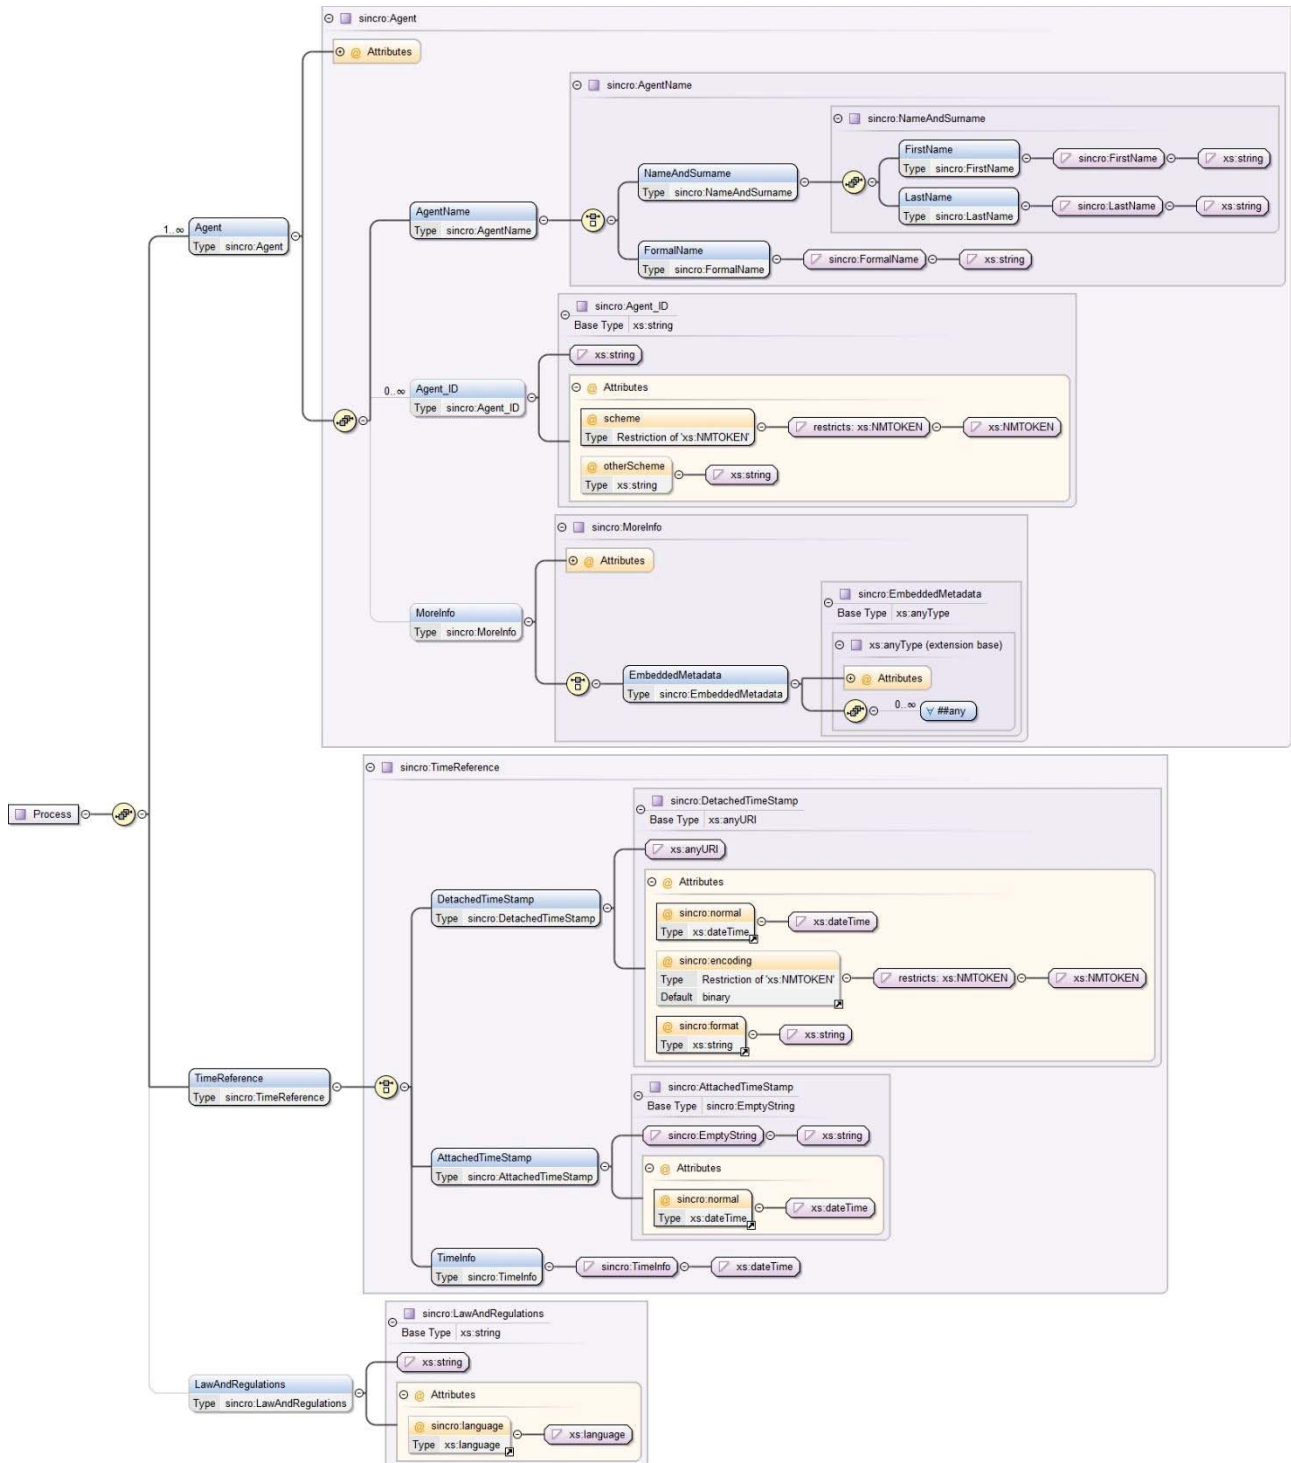 sincro:Agent
@ Attributes
sincro:AgentName
sincro:NameAndSurname
FirstName
Type sincro:FirstName
sincro:FirstName
xs:string
NameAndSurname
Type sincro:NameAndSurname
LastName
Type sincro:LastName
sincro:LastName
xs:string
AgentName
Type sincro:AgentName
1..∞
Agent
Type sincro:Agent
FormalName
Type sincro:FormalName
sincro:FormalName
xs:string
sincro:Agent_ID
Base Type xs:string
xs:string
0..∞
Agent_ID
Type sincro:Agent_ID
@ Attributes
@ scheme
Type Restriction of 'xs:NMTOKEN'
restricts: xs:NMTOKEN
xs:NMTOKEN
@ otherScheme
Type xs:string
xs:string
sincro:MoreInfo
@ Attributes
MoreInfo
Type sincro:MoreInfo
sincro:EmbeddedMetadata
Base Type xs:anyType
xs:anyType (extension base)
EmbeddedMetadata
Type sincro:EmbeddedMetadata
@ Attributes
0..∞
∀ ##any
sincro:TimeReference
Process
sincro:DetachedTimeStamp
Base Type xs:anyURI
xs:anyURI
@ Attributes
DetachedTimeStamp
Type sincro:DetachedTimeStamp
@ sincro:normal
Type xs:dateTime
xs:dateTime
@ sincro:encoding
Type Restriction of 'xs:NMTOKEN'
Default binary
restricts: xs:NMTOKEN
xs:NMTOKEN
@ sincro:format
Type xs:string
xs:string
TimeReference
Type sincro:TimeReference
sincro:AttachedTimeStamp
Base Type sincro:EmptyString
sincro:EmptyString
xs:string
AttachedTimeStamp
Type sincro:AttachedTimeStamp
@ Attributes
@ sincro:normal
Type xs:dateTime
xs:dateTime
TimeInfo
Type sincro:TimeInfo
sincro:TimeInfo
xs:dateTime
sincro:LawAndRegulations
Base Type xs:string
xs:string
LawAndRegulations
Type sincro:LawAndRegulations
@ Attributes
@ sincro:language
Type xs:language
xs:language